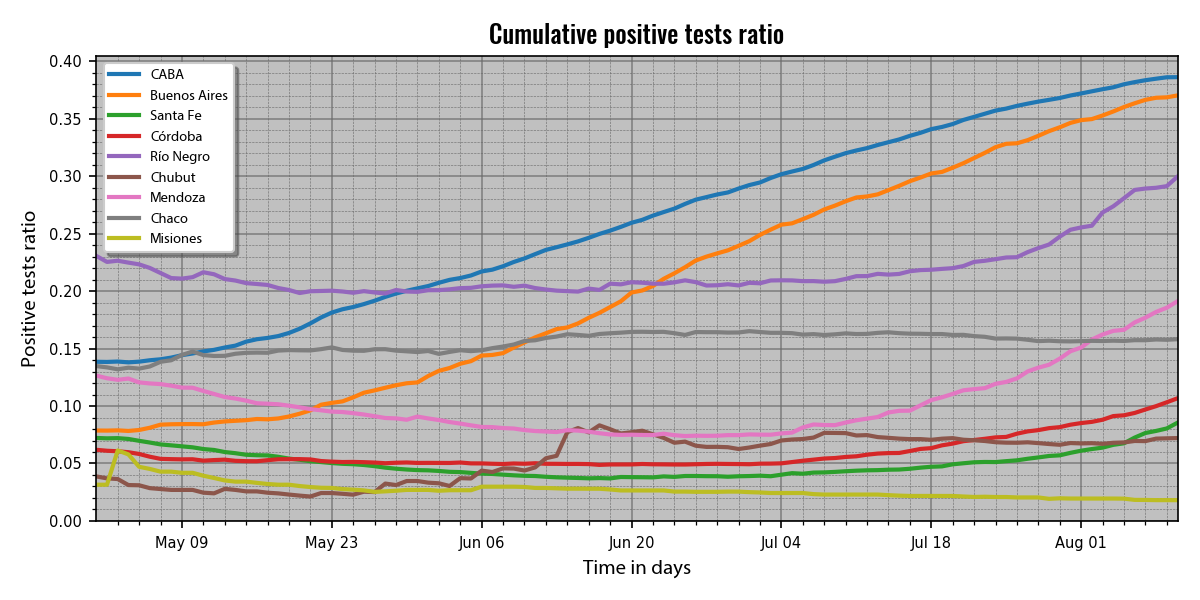 Cumulative positive tests ratio
Positive tests ratio
0.40
0.35
0.30
0.25
0.20
0.15
0.10
0.05
0.00
CABA
Buenos Aires
Santa Fe
Córdoba
Río Negro
Chubut
Mendoza
Chaco
Misiones
May 09 May 23 Jun 06 Jun 20 Jul 04 Jul 18 Aug 01
Time in days